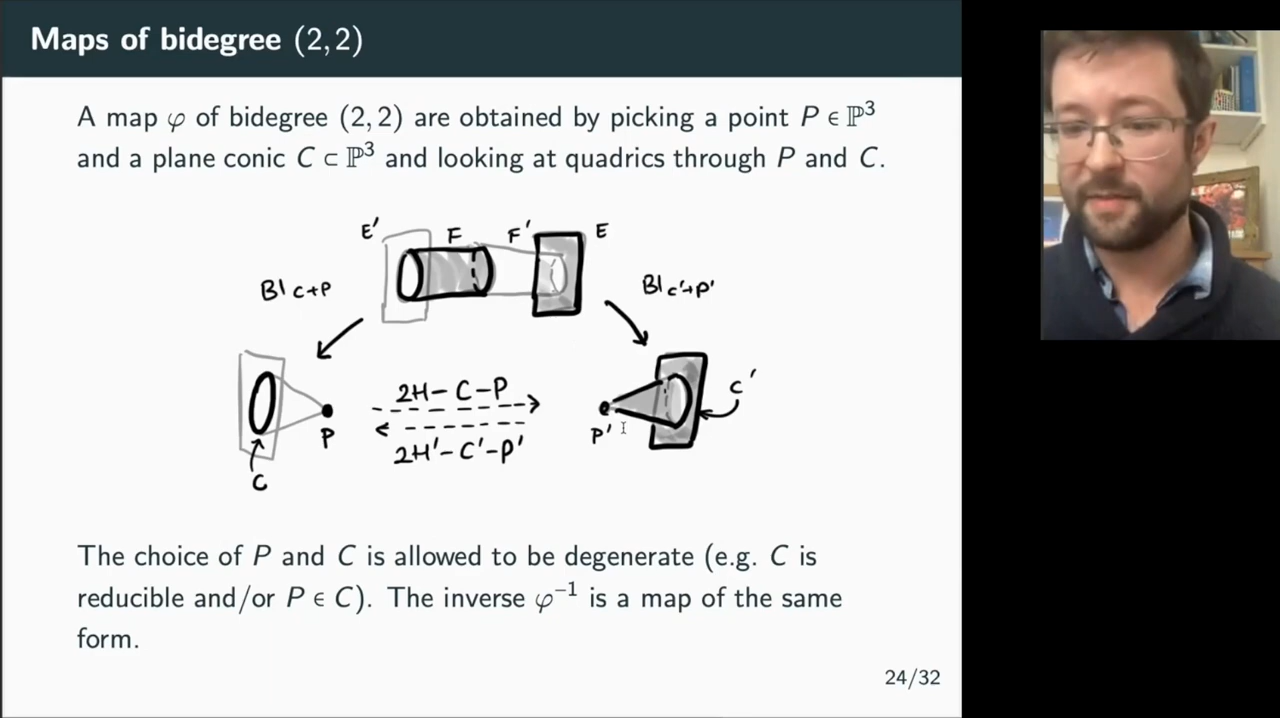 Maps of bidegree (2, 2)
A map φ of bidegree (2, 2) are obtained by picking a point P ∈ ℙ³
and a plane conic C ⊂ ℙ³ and looking at quadrics through P and C.
E' F F' E
Bl C+P
Bl C'+P'
2H-C-P
2H'-C'-P'
P
C
P'
C'
The choice of P and C is allowed to be degenerate (e.g. C is
reducible and/or P ∈ C). The inverse φ⁻¹ is a map of the same
form.
24/32